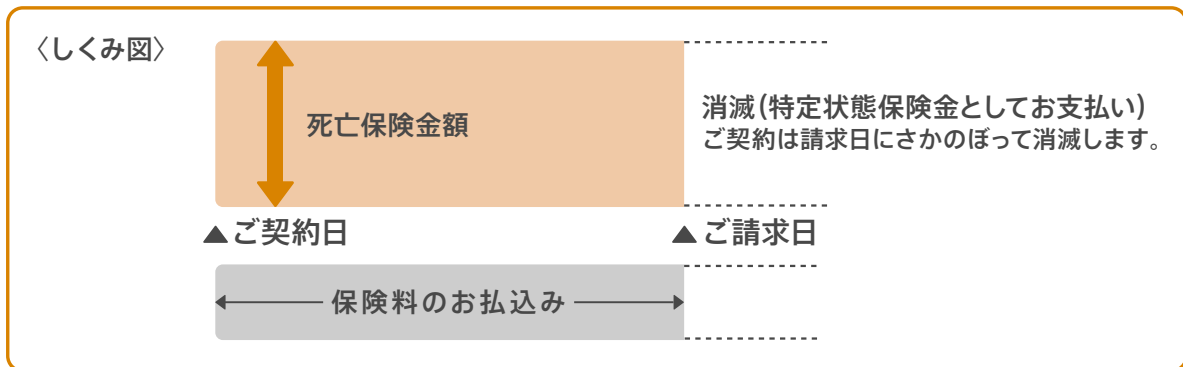 〈しくみ図〉
死亡保険金額
消滅(特定状態保険金としてお支払い)
ご契約は請求日にさかのぼって消滅します。
▲ご契約日
▲ご請求日
保険料のお払込み